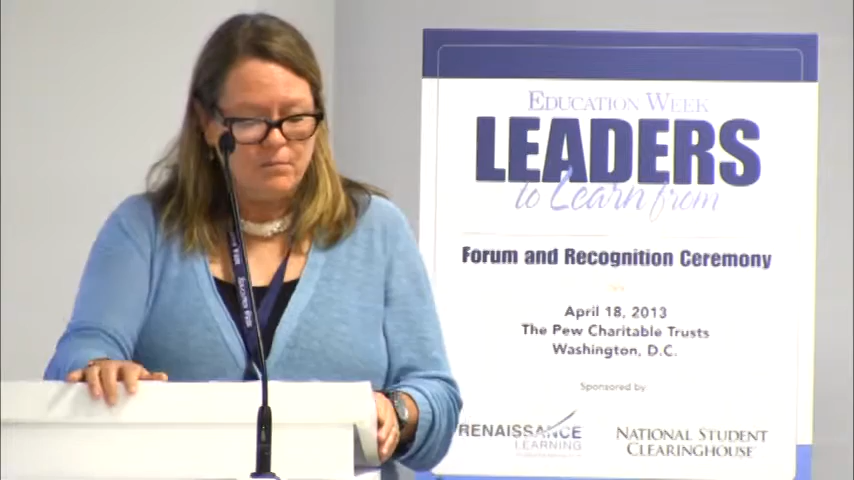 EDUCATION WEEK
LEADERS
to Learn from
Forum and Recognition Ceremony
April 18, 2013
The Pew Charitable Trusts
Washington, D.C.
Sponsored by
RENAISSANCE
LEARNING
NATIONAL STUDENT
CLEARINGHOUSE